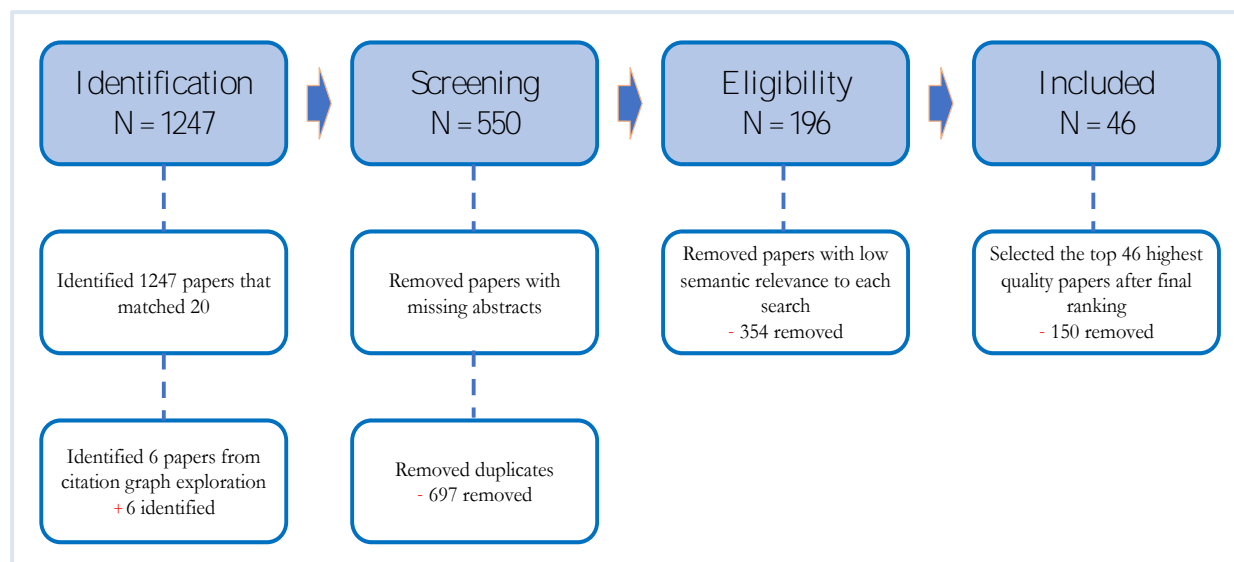 Identification
N = 1247
Screening
N = 550
Eligibility
N = 196
Included
N = 46
Identified 1247 papers that
matched 20
Removed papers with
missing abstracts
Removed papers with low
semantic relevance to each
search
- 354 removed
Selected the top 46 highest
quality papers after final
ranking
- 150 removed
Identified 6 papers from
citation graph exploration
+ 6 identified
Removed duplicates
- 697 removed